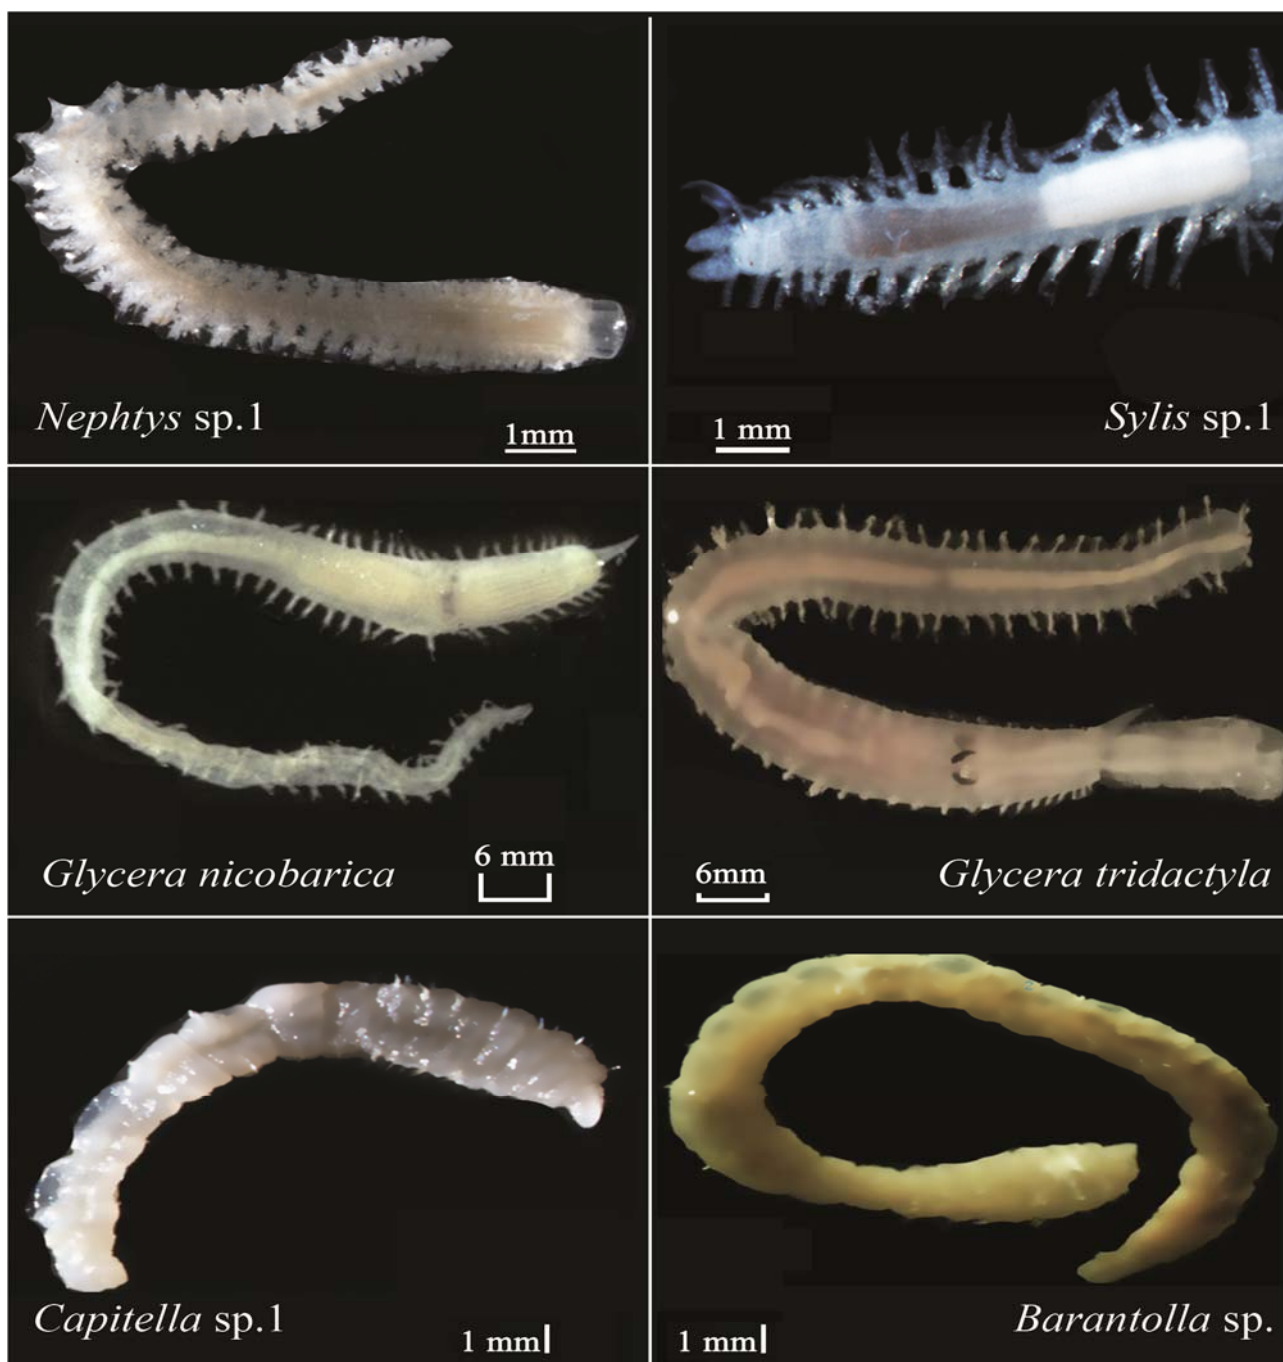 Nephtys sp.1
1mm
1 mm
Sylis sp.1
Glycera nicobarica
6 mm
6mm
Glycera tridactyla
Capitella sp.1
1 mm
1 mm
Barantolla sp.